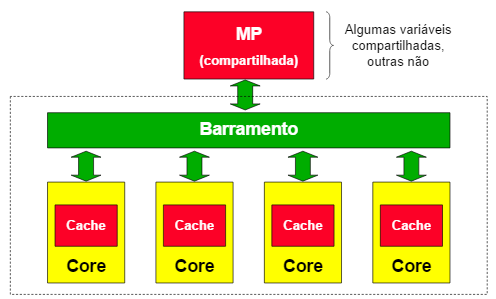 MP
(compartilhada)
Algumas variáveis
compartilhadas,
outras não
Barramento
Cache
Cache
Cache
Cache
Core
Core
Core
Core